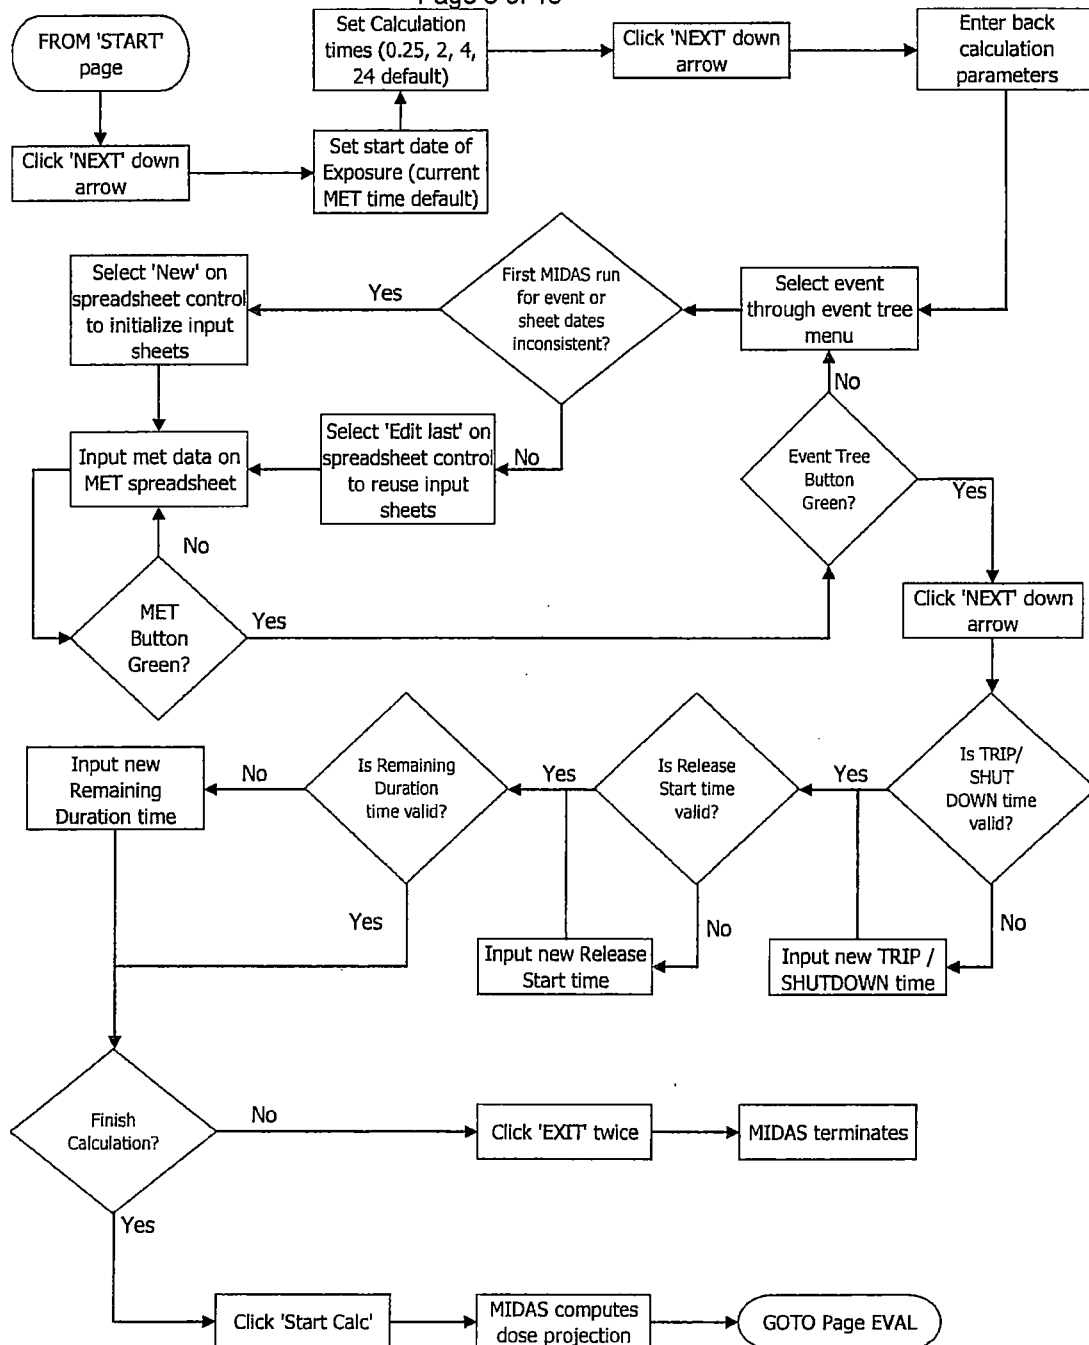 FROM 'START'
page
Set Calculation
times (0.25, 2, 4,
24 default)
Click 'NEXT' down
arrow
Enter back
calculation
parameters
Click 'NEXT' down
arrow
Set start date of
Exposure (current
MET time default)
Select 'New' on
spreadsheet control
to initialize input
sheets
Yes
First MIDAS run
for event or
sheet dates
inconsistent?
Select event
through event tree
menu
No
Input met data on
MET spreadsheet
Select 'Edit last' on
spreadsheet control
to reuse input
sheets
No
Event Tree
Button
Green?
Yes
No
MET
Button
Green?
Yes
Click 'NEXT' down
arrow
Input new
Remaining
Duration time
No
Is Remaining
Duration
time valid?
Yes
Is Release
Start time
valid?
Yes
Is TRIP/
SHUT
DOWN time
valid?
Yes
No
No
Input new Release
Start time
Input new TRIP /
SHUTDOWN time
Finish
Calculation?
No
Click 'EXIT' twice
MIDAS terminates
Yes
Click 'Start Calc'
MIDAS computes
dose projection
GOTO Page EVAL